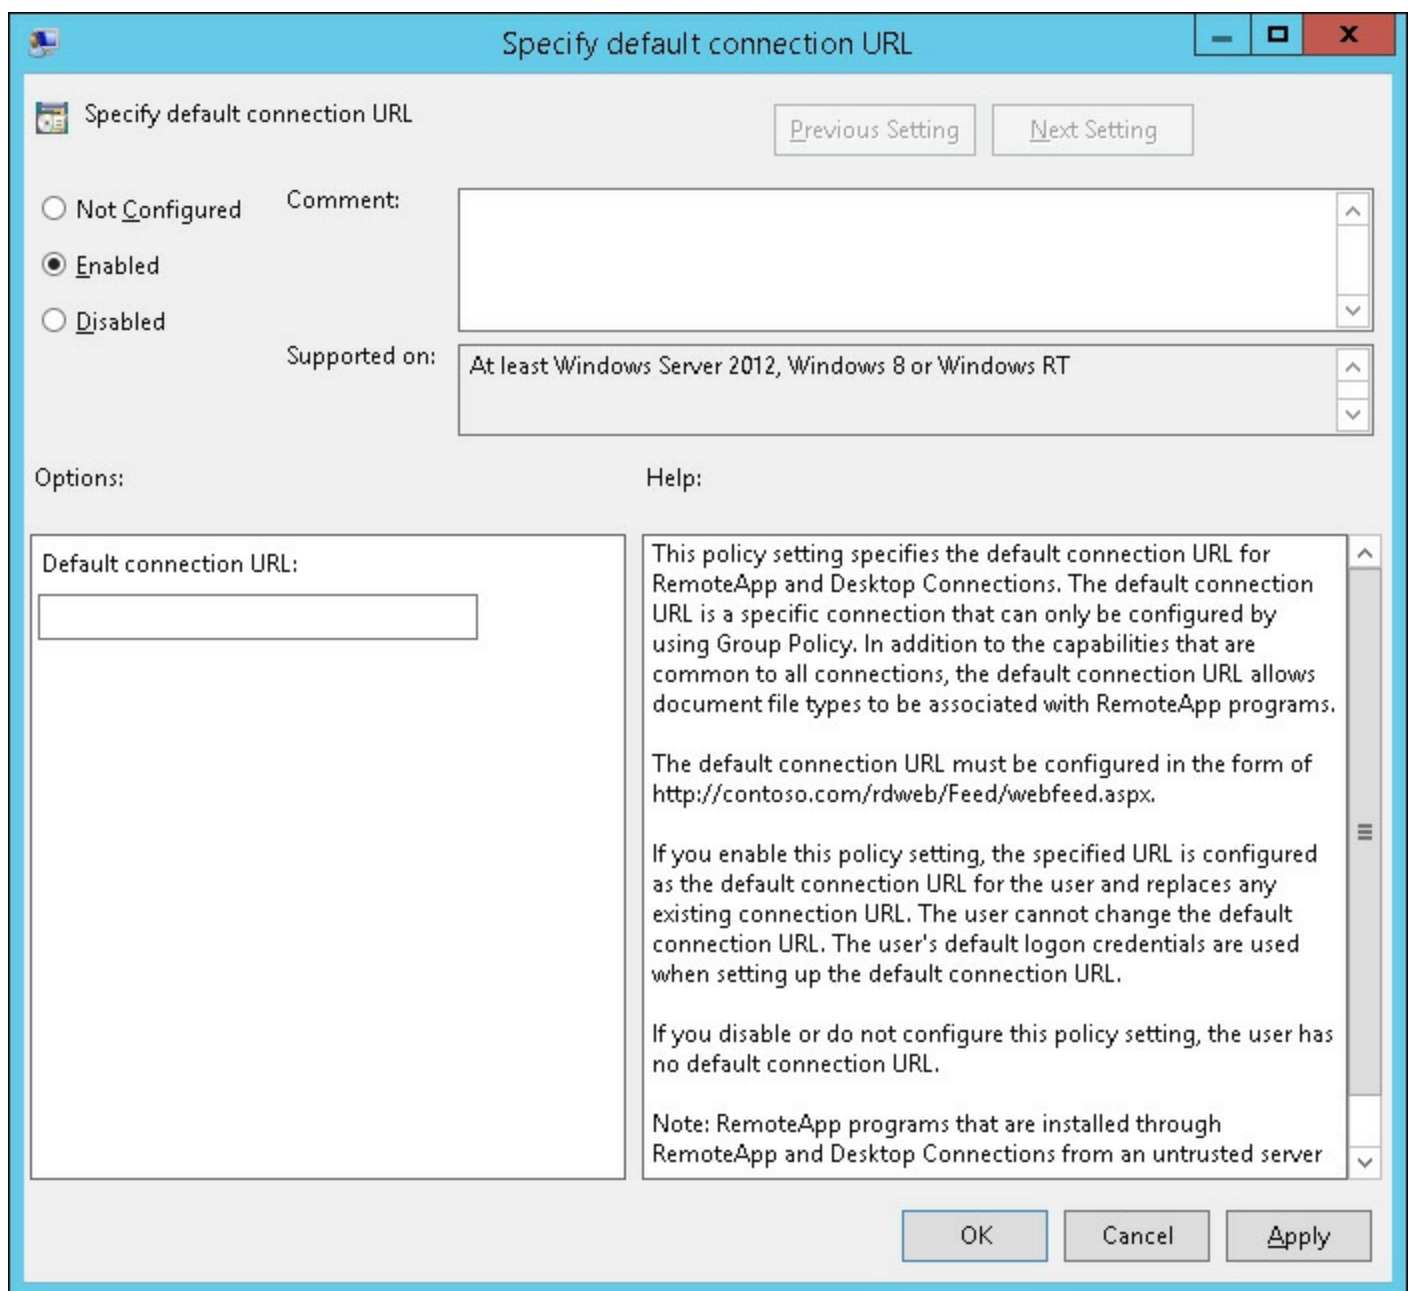 Specify default connection URL
Specify default connection URL
Previous Setting
Next Setting
Not Configured
Comment:
Enabled
Disabled
Supported on:
At least Windows Server 2012, Windows 8 or Windows RT
Options:
Help:
Default connection URL:
This policy setting specifies the default connection URL for
RemoteApp and Desktop Connections. The default connection
URL is a specific connection that can only be configured by
using Group Policy. In addition to the capabilities that are
common to all connections, the default connection URL allows
document file types to be associated with RemoteApp programs.
The default connection URL must be configured in the form of
http://contoso.com/rdweb/Feed/webfeed.aspx.
If you enable this policy setting, the specified URL is configured
as the default connection URL for the user and replaces any
existing connection URL. The user cannot change the default
connection URL. The user's default logon credentials are used
when setting up the default connection URL.
If you disable or do not configure this policy setting, the user has
no default connection URL.
Note: RemoteApp programs that are installed through
RemoteApp and Desktop Connections from an untrusted server
OK
Cancel
Apply